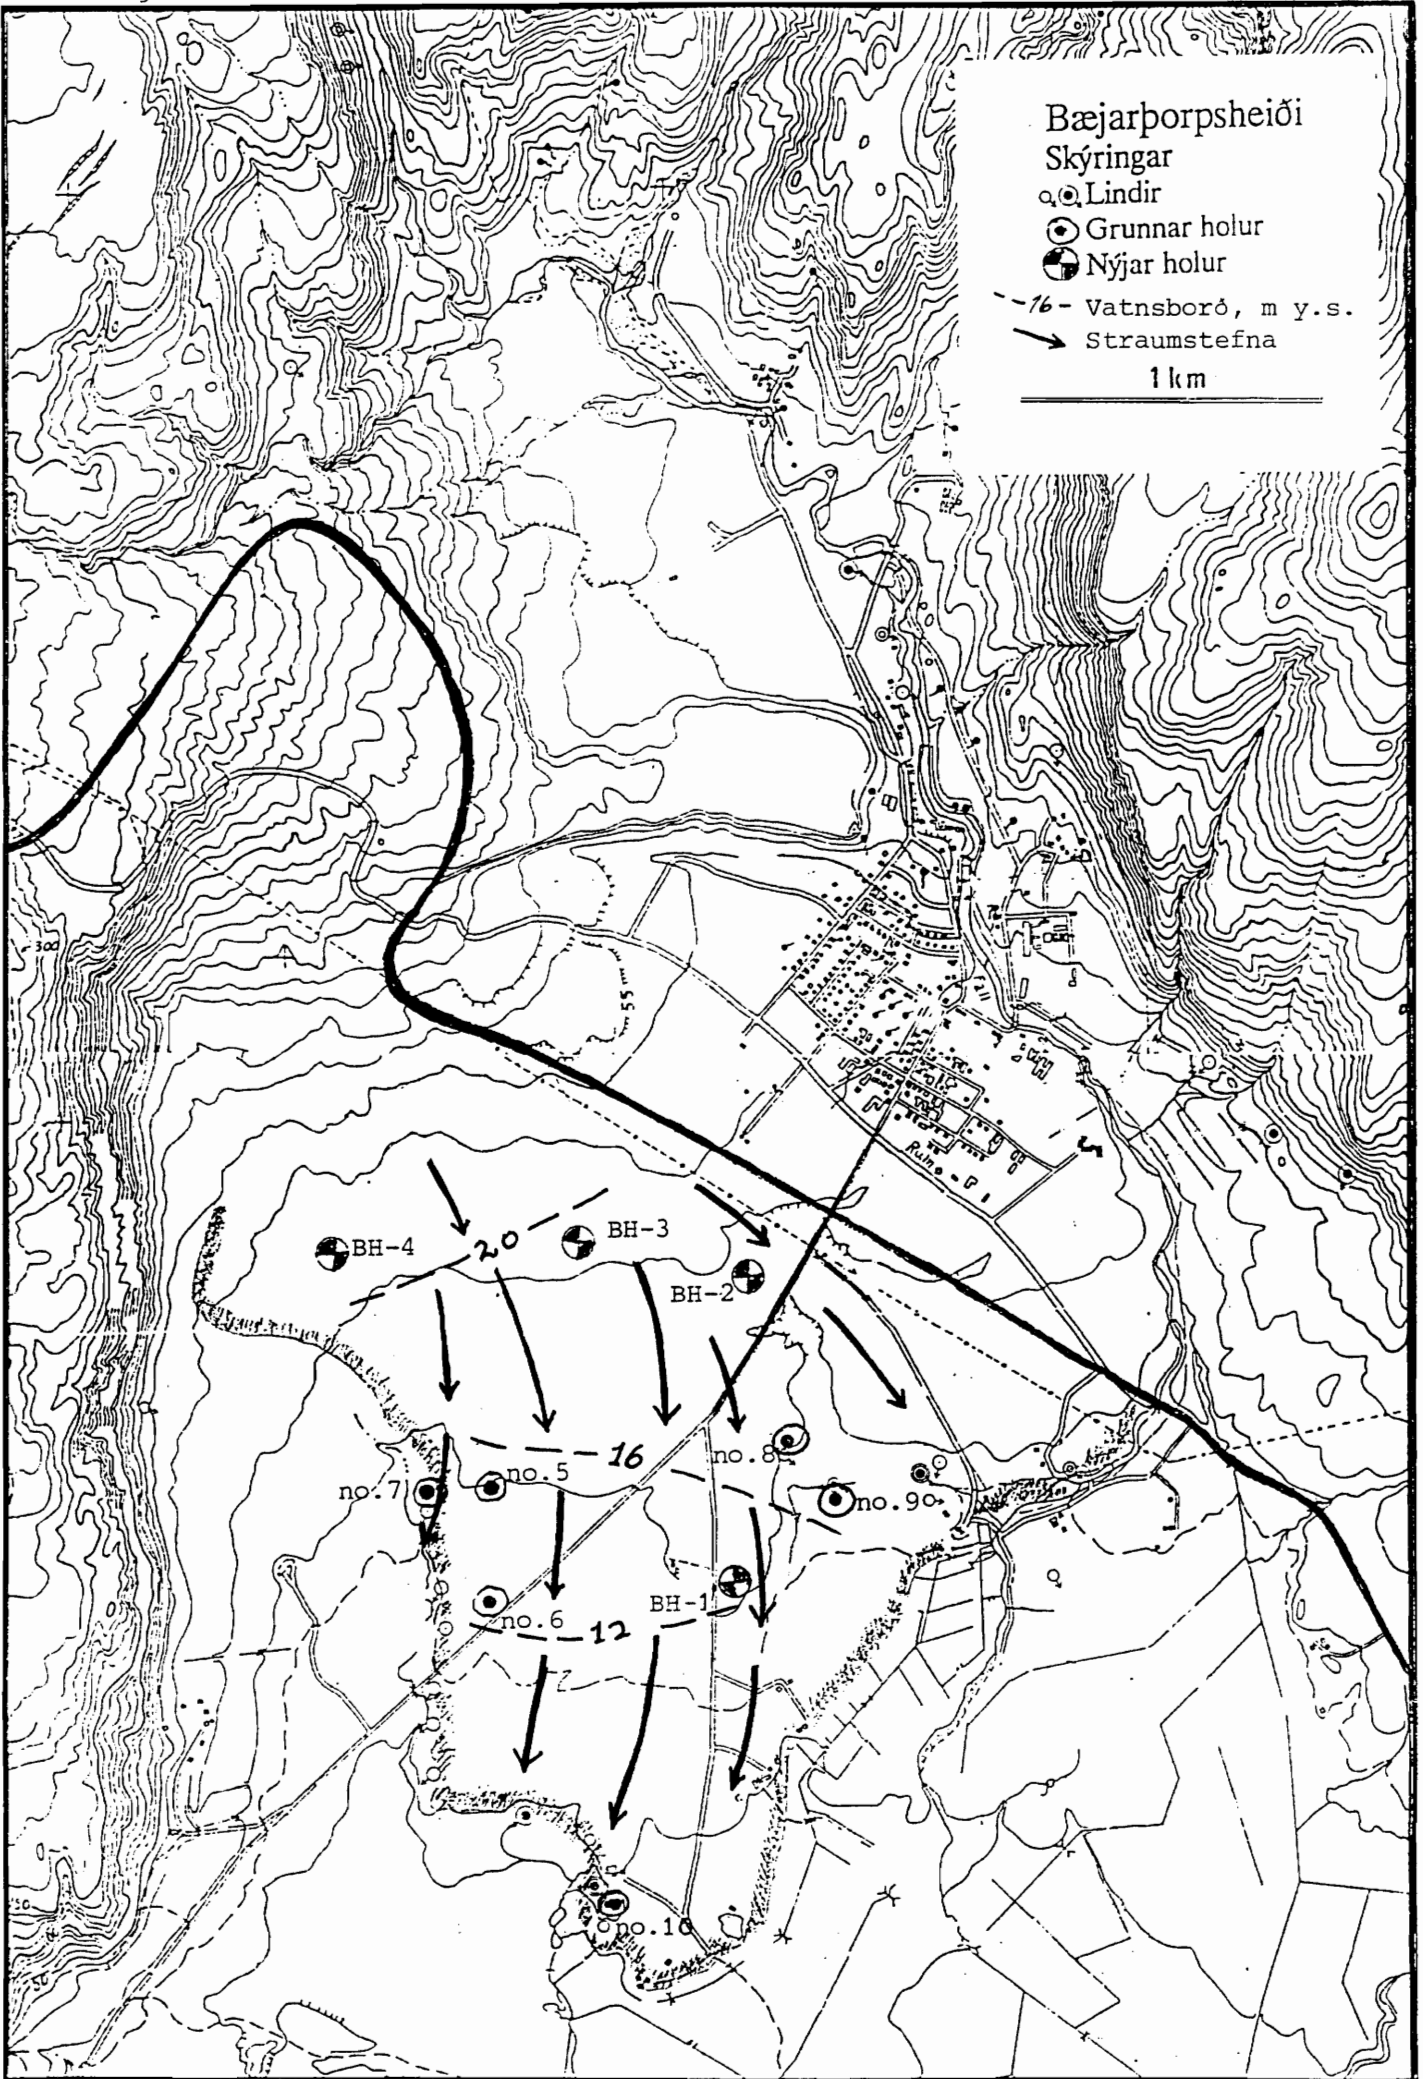 Bæjarþorpsheiði
Skýringar
Lindir
Grunnar holur
Nýjar holur
-16- Vatnsborð, m y.s.
Straumstefna
1 km
300
55
BH-4
20
BH-3
BH-2
16
no.8
no.5
no.7
no.9
BH-1
no.6
12
no.10
50
50